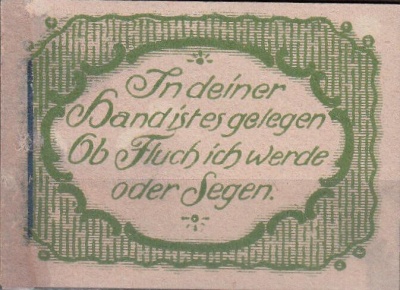 In deiner
Hand ist es gelegen
Ob Fluch ich werde
oder Segen.